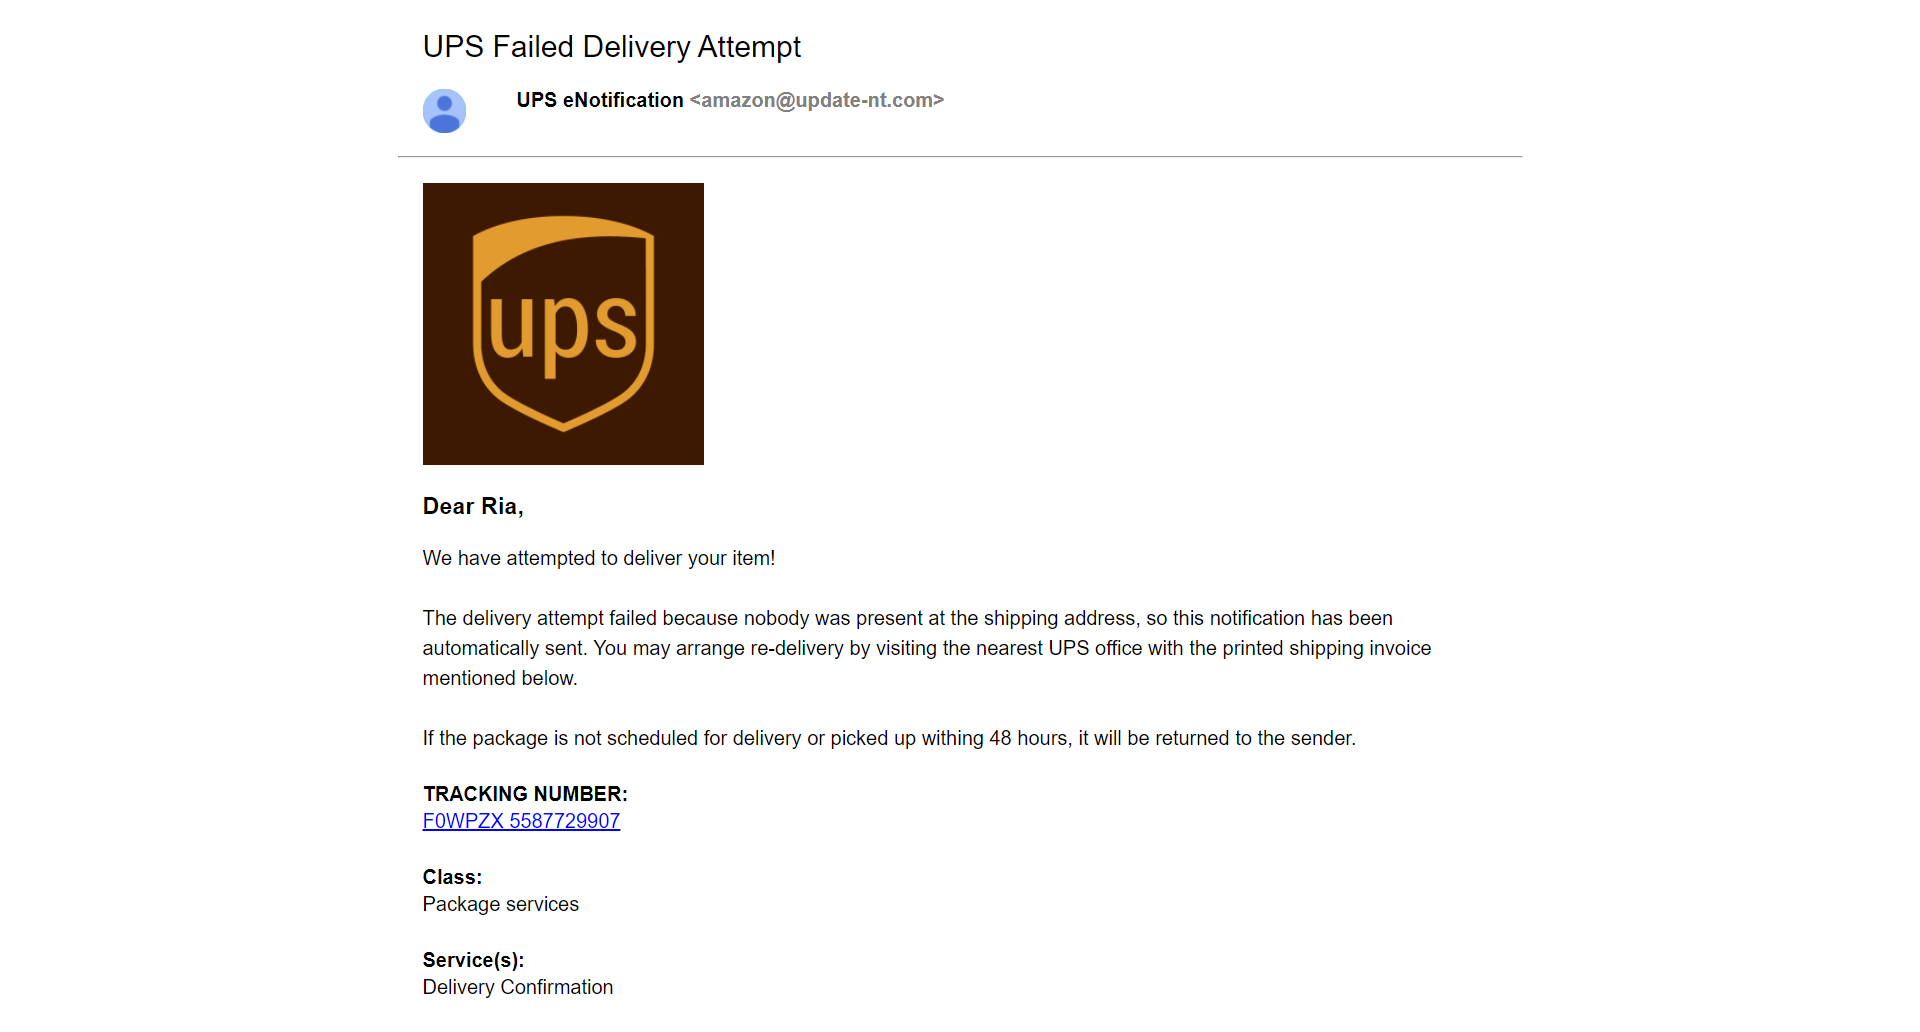 UPS Failed Delivery Attempt
UPS eNotification <amazon@update-nt.com>
ups
Dear Ria,
We have attempted to deliver your item!
The delivery attempt failed because nobody was present at the shipping address, so this notification has been
automatically sent. You may arrange re-delivery by visiting the nearest UPS office with the printed shipping invoice
mentioned below.
If the package is not scheduled for delivery or picked up withing 48 hours, it will be returned to the sender.
TRACKING NUMBER:
F0WPZX 5587729907
Class:
Package services
Service(s):
Delivery Confirmation